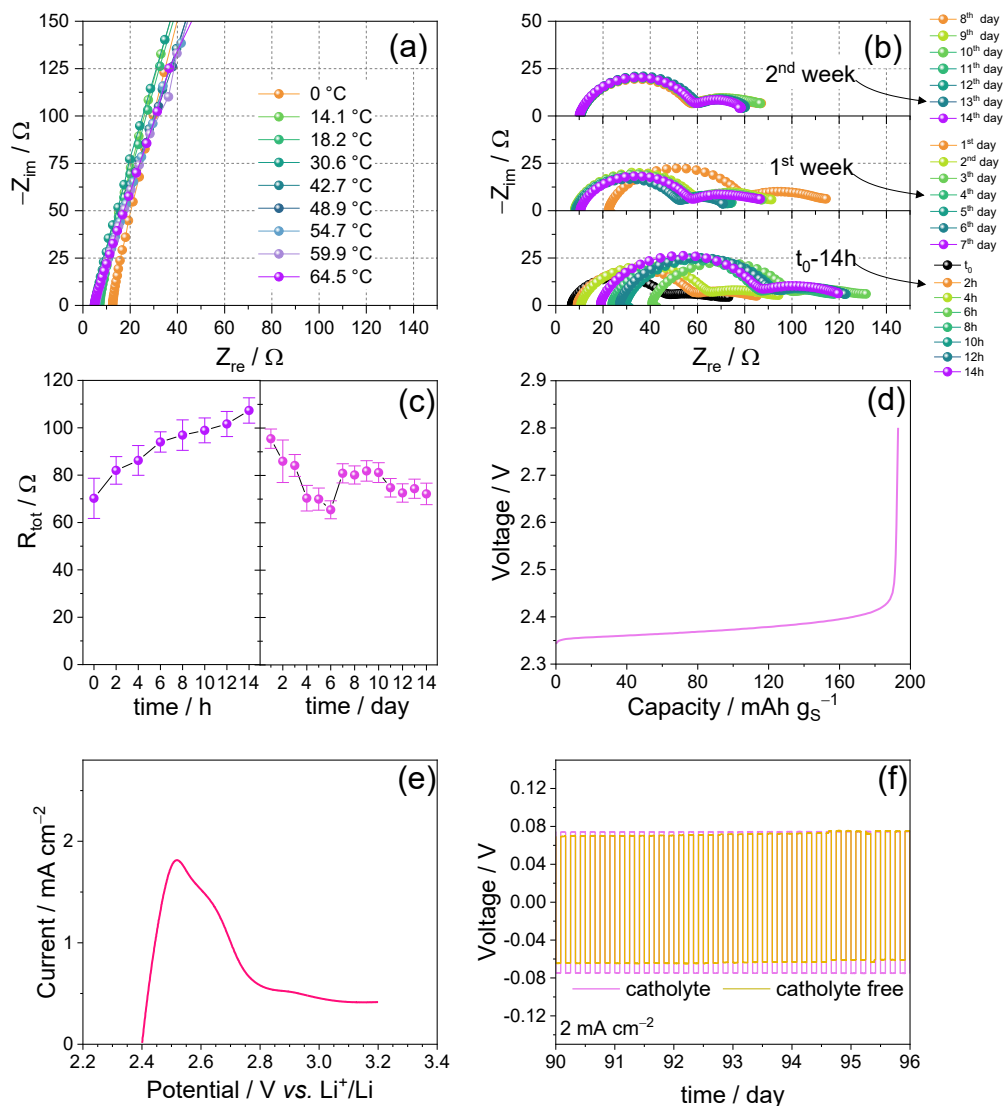 (a)
150
125
100
75
50
25
0
−Z_im / Ω
0 °C
14.1 °C
18.2 °C
30.6 °C
42.7 °C
48.9 °C
54.7 °C
59.9 °C
64.5 °C
0 20 40 60 80 100 120 140
Z_re / Ω
(b)
2nd week
1st week
t0-14h
100
75
50
25
0
−Z_im / Ω
0 20 40 60 80 100 120 140
Z_re / Ω
8th day
9th day
10th day
11th day
12th day
13th day
14th day
1st day
2nd day
3th day
4th day
5th day
6th day
7th day
t0
2h
4h
6h
8h
10h
12h
14h
(c)
120
100
80
60
40
20
0
R_tot / Ω
0 2 4 6 8 10 12 14
2 4 6 8 10 12 14
time / h
time / day
(d)
2.9
2.8
2.7
2.6
2.5
2.4
2.3
Voltage / V
0 40 80 120 160 200
Capacity / mAh gS−1
(e)
2
1
0
Current / mA cm−2
2.2 2.4 2.6 2.8 3.0 3.2 3.4
Potential / V vs. Li+/Li
(f)
0.12
0.08
0.04
0.00
-0.04
-0.08
-0.12
Voltage / V
catholyte
catholyte free
2 mA cm−2
90 91 92 93 94 95 96
time / day